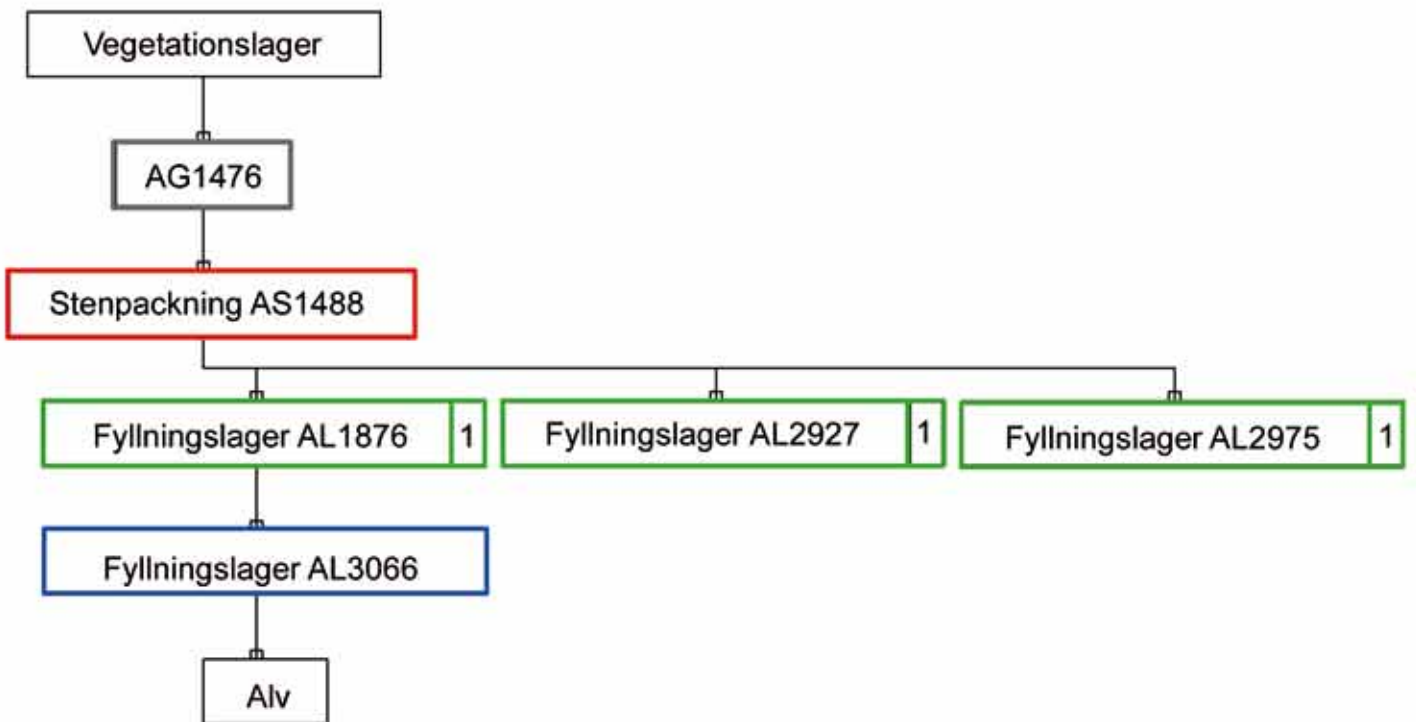 Vegetationslager
AG1476
Stenpackning AS1488
Fyllningslager AL1876 1
Fyllningslager AL2927 1
Fyllningslager AL2975 1
Fyllningslager AL3066
Alv